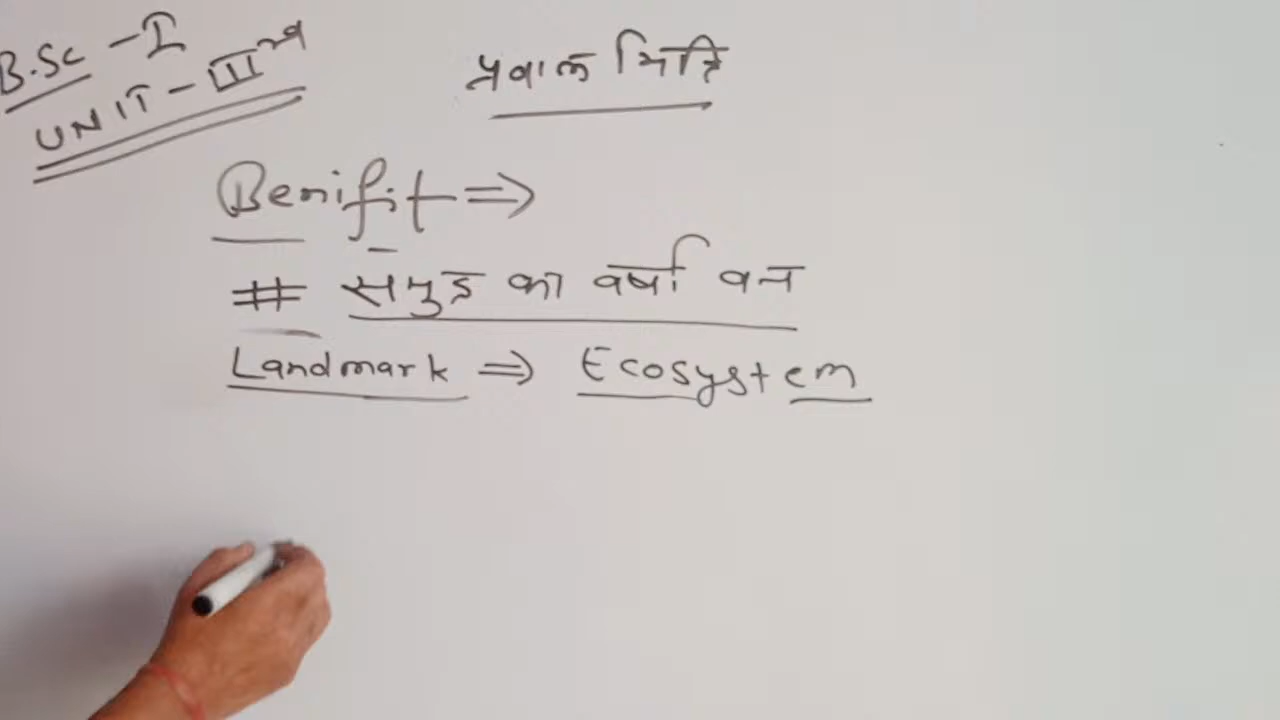 B.Sc - I
UNIT - III
प्रवाल भित्ति
Benifit ⇒
# समुद्र का वर्षा वन
Landmark ⇒ Ecosystem